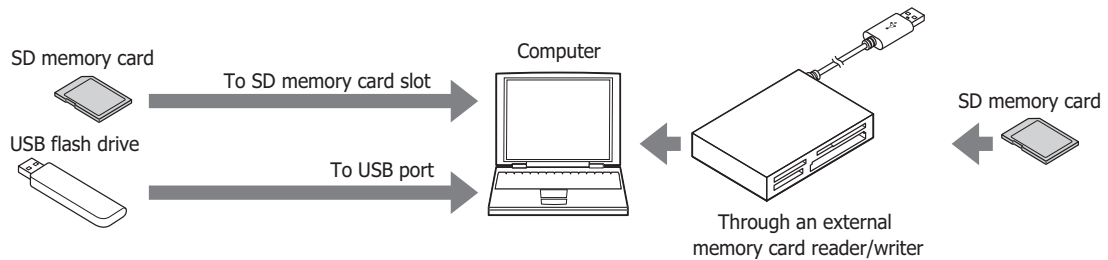 SD memory card
To SD memory card slot
USB flash drive
To USB port
Computer
Through an external
memory card reader/writer
SD memory card